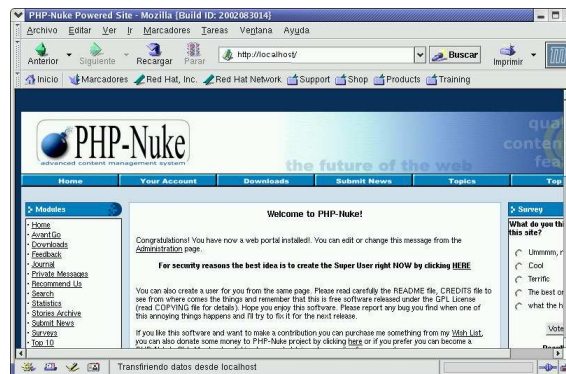 PHP-Nuke Powered Site - Mozilla {Build ID: 2002083014}
Archivo Editar Ver Ir Marcadores Tareas Ventana Ayuda
Anterior Siguiente Recargar Parar http://localhost/ Buscar Imprimir
Inicio Marcadores Red Hat, Inc. Red Hat Network Support Shop Products Training
PHP-Nuke
advanced content management system
the future of the web
qua
conten
fea
Home Your Account Downloads Submit News Topics Top
Modules
· Home
· AvantGo
· Downloads
· Feedback
· Journal
· Private Messages
· Recommend Us
· Search
· Statistics
· Stories Archive
· Submit News
· Surveys
· Top 10
Welcome to PHP-Nuke!
Congratulations! You have now a web portal installed!. You can edit or change this message from the
Administration page.
For security reasons the best idea is to create the Super User right NOW by clicking HERE
You can also create a user for you from the same page. Please read carefully the README file, CREDITS file to
see from where comes the things and remember that this is free software released under the GPL License
(read COPYING file for details). Hope you enjoy this software. Please report any bug you find when one of
this annoying things happens and I'll try to fix it for the next release.
If you like this software and want to make a contribution you can purchase me something from my Wish List,
you can also donate some money to PHP-Nuke project by clicking here or if you prefer you can become a
Survey
What do you thi
this site?
Ummmm, n
Cool
Terrific
The best or
what the h
Vote
Transfiriendo datos desde localhost